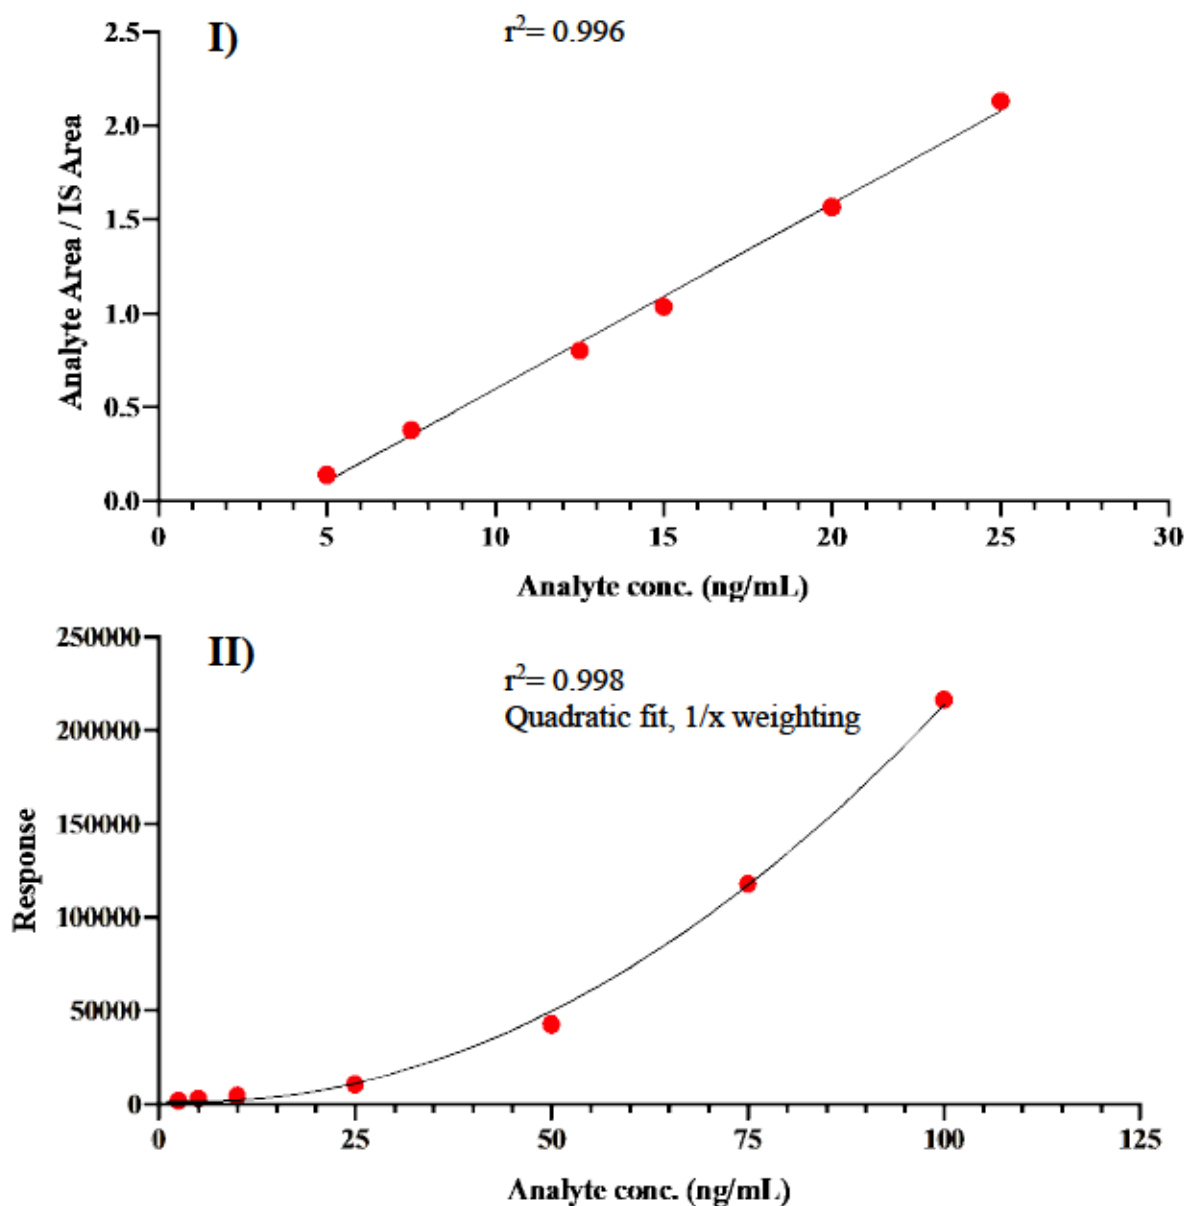 I)
r²= 0.996
2.5
2.0
1.5
1.0
0.5
0.0
Analyte Area / IS Area
0 5 10 15 20 25 30
Analyte conc. (ng/mL)
II)
r²= 0.998
Quadratic fit, 1/x weighting
250000
200000
150000
100000
50000
0
Response
0 25 50 75 100 125
Analyte conc. (ng/mL)